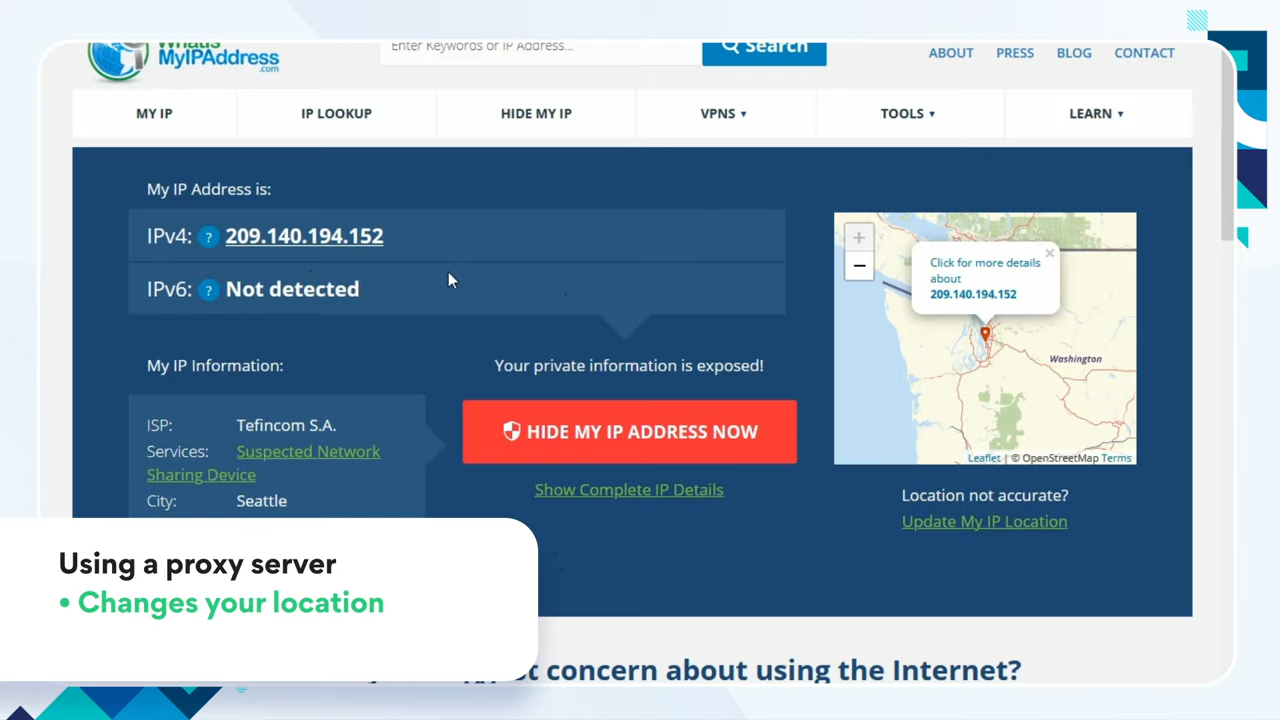 MyIPAddress
.com
Enter Keywords or IP Address...
Search
ABOUT PRESS BLOG CONTACT
MY IP IP LOOKUP HIDE MY IP VPNS ▾ TOOLS ▾ LEARN ▾
My IP Address is:
IPv4: ? 209.140.194.152
IPv6: ? Not detected
My IP Information:
ISP: Tefincom S.A.
Services: Suspected Network
Sharing Device
City: Seattle
Your private information is exposed!
HIDE MY IP ADDRESS NOW
Show Complete IP Details
+
−
Click for more details
about
209.140.194.152
×
Washington
Leaflet | © OpenStreetMap Terms
Location not accurate?
Update My IP Location
Using a proxy server
• Changes your location
concern about using the Internet?